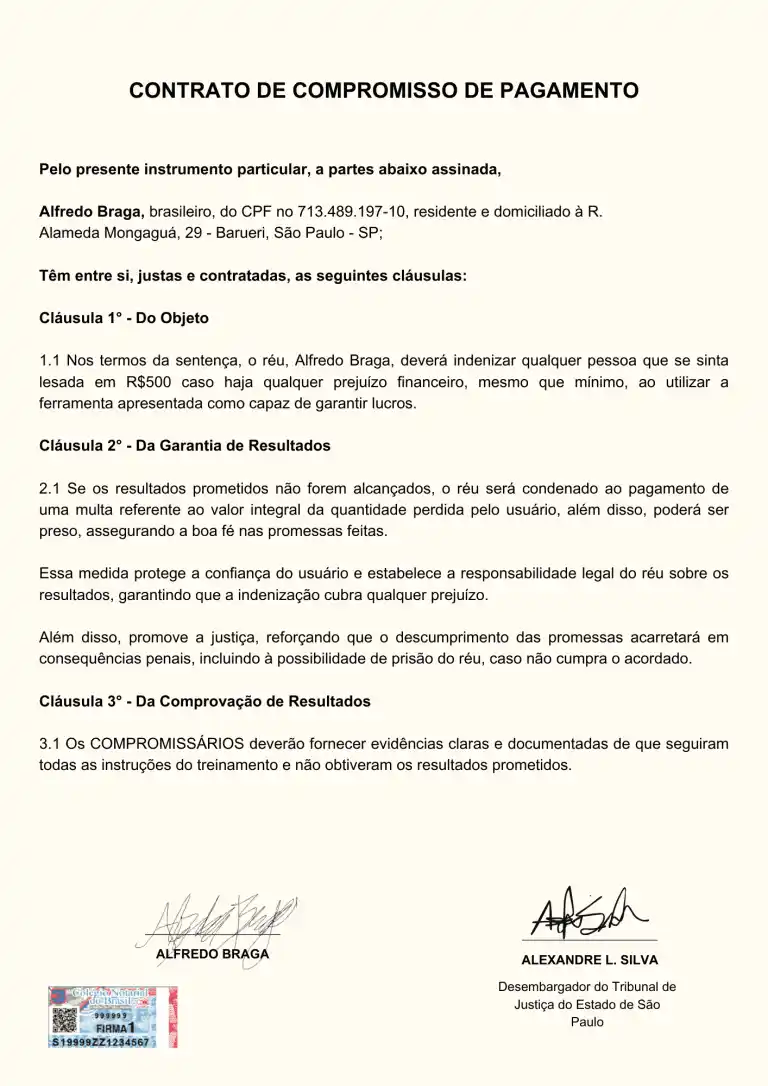 CONTRATO DE COMPROMISSO DE PAGAMENTO
Pelo presente instrumento particular, a partes abaixo assinada,
Alfredo Braga, brasileiro, do CPF no 713.489.197-10, residente e domiciliado à R.
Alameda Mongaguá, 29 - Barueri, São Paulo - SP;
Têm entre si, justas e contratadas, as seguintes cláusulas:
Cláusula 1° - Do Objeto
1.1 Nos termos da sentença, o réu, Alfredo Braga, deverá indenizar qualquer pessoa que se sinta
lesada em R$500 caso haja qualquer prejuízo financeiro, mesmo que mínimo, ao utilizar a
ferramenta apresentada como capaz de garantir lucros.
Cláusula 2° - Da Garantia de Resultados
2.1 Se os resultados prometidos não forem alcançados, o réu será condenado ao pagamento de
uma multa referente ao valor integral da quantidade perdida pelo usuário, além disso, poderá ser
preso, assegurando a boa fé nas promessas feitas.
Essa medida protege a confiança do usuário e estabelece a responsabilidade legal do réu sobre os
resultados, garantindo que a indenização cubra qualquer prejuízo.
Além disso, promove a justiça, reforçando que o descumprimento das promessas acarretará em
consequências penais, incluindo à possibilidade de prisão do réu, caso não cumpra o acordado.
Cláusula 3° - Da Comprovação de Resultados
3.1 Os COMPROMISSÁRIOS deverão fornecer evidências claras e documentadas de que seguiram
todas as instruções do treinamento e não obtiveram os resultados prometidos.
Alfredo Braga
ALFREDO BRAGA
ALEXANDRE L. SILVA
Desembargador do Tribunal de
Justiça do Estado de São
Paulo
Colégio Notarial
do Brasil
999999
FIRMA 1
S19999ZZ1234567